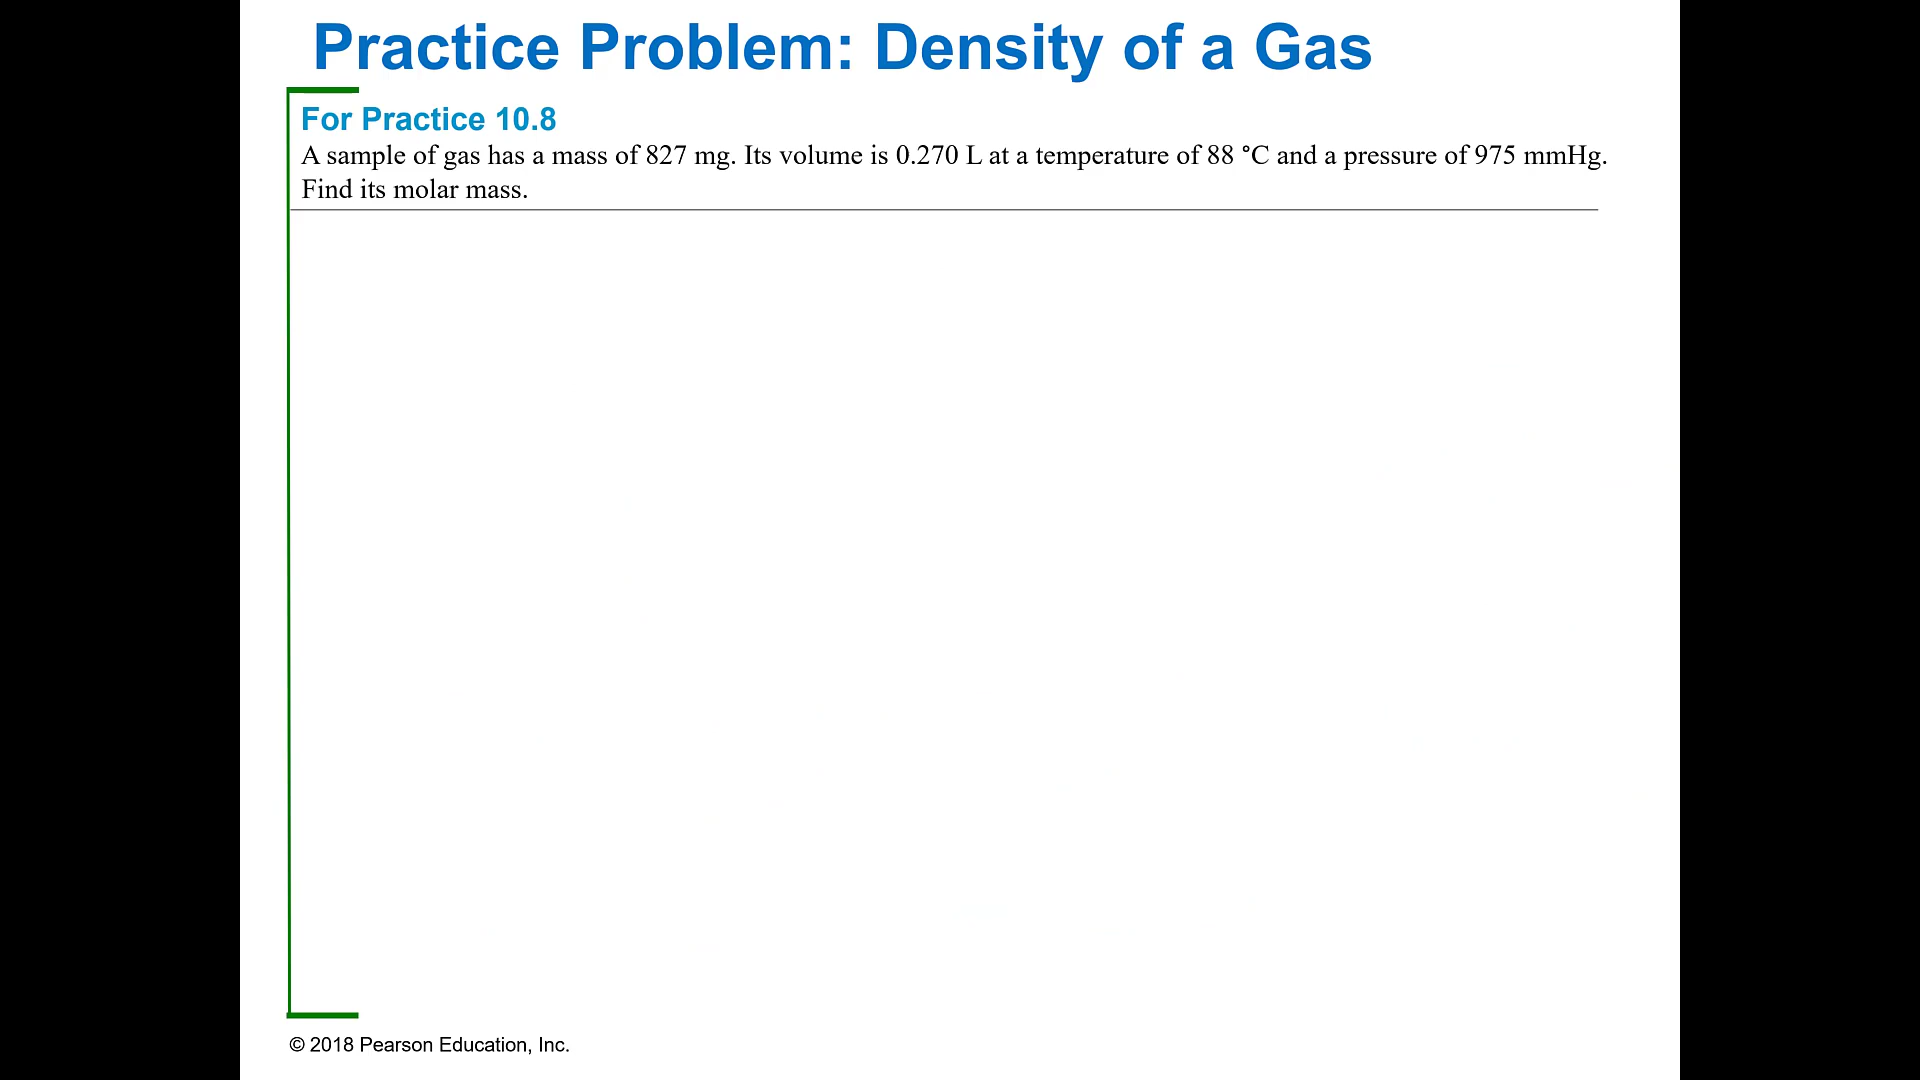 Practice Problem: Density of a Gas
For Practice 10.8
A sample of gas has a mass of 827 mg. Its volume is 0.270 L at a temperature of 88 °C and a pressure of 975 mmHg.
Find its molar mass.
© 2018 Pearson Education, Inc.